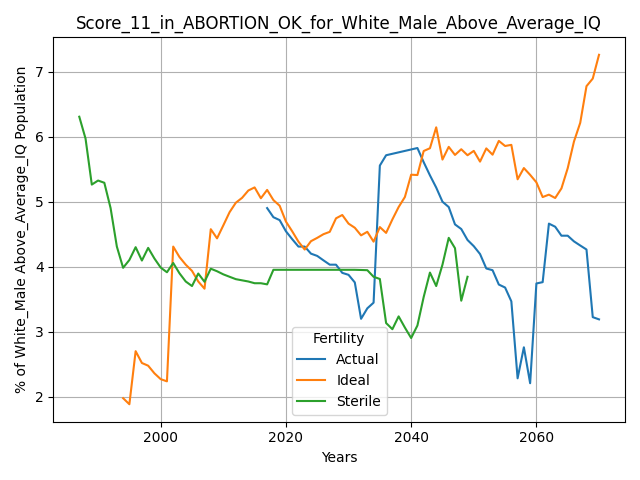 Score_11_in_ABORTION_OK_for_White_Male_Above_Average_IQ
% of White_Male Above_Average_IQ Population
7
6
5
4
3
2
Fertility
Actual
Ideal
Sterile
2000
2020
2040
2060
Years